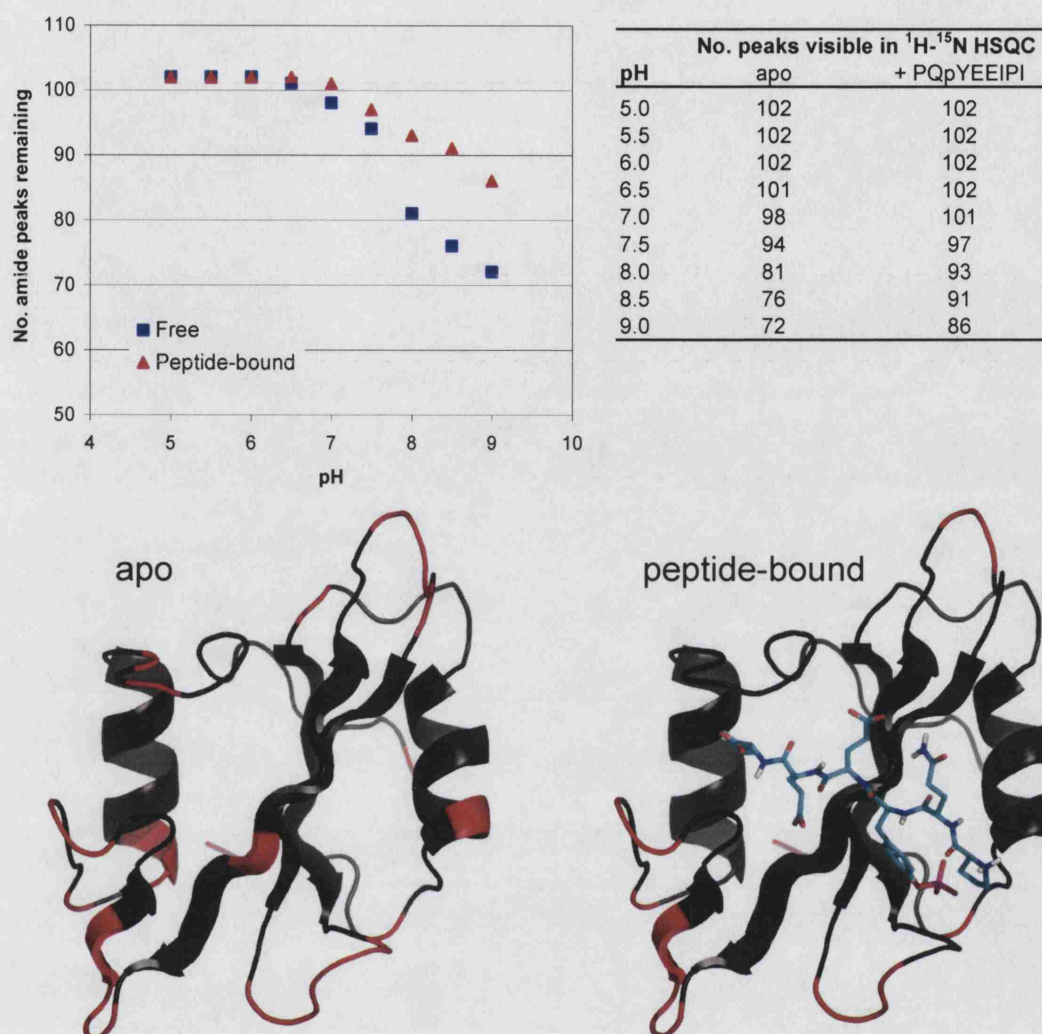 110
100
90
80
70
60
50
4 5 6 7 8 9 10
No. amide peaks remaining
pH
Free
Peptide-bound
No. peaks visible in ¹H-¹⁵N HSQC
pH apo + PQpYEEIPI
5.0 102 102
5.5 102 102
6.0 102 102
6.5 101 102
7.0 98 101
7.5 94 97
8.0 81 93
8.5 76 91
9.0 72 86
apo
peptide-bound